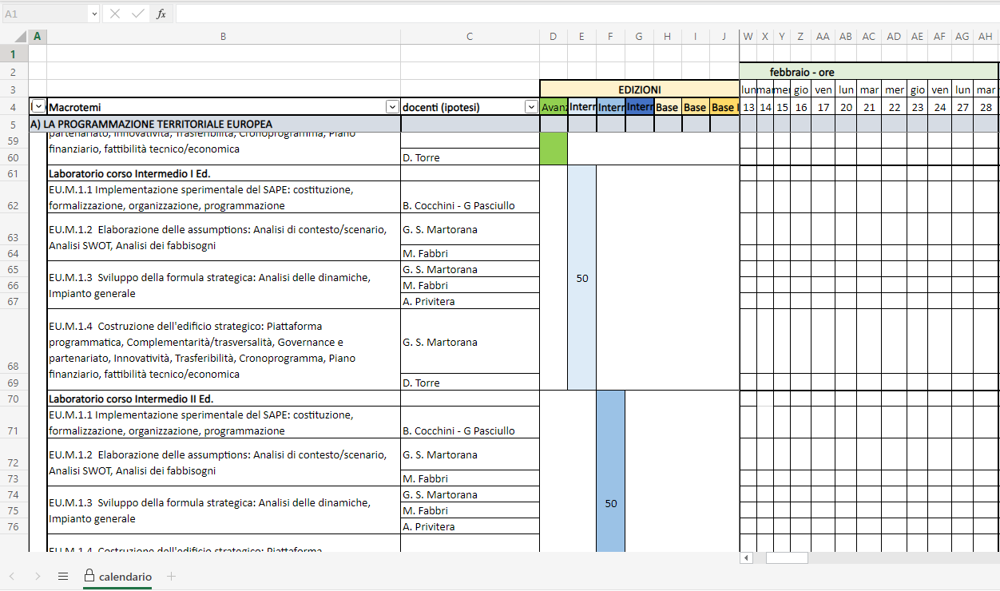 A1
fx
A B C D E F G H I J W X Y Z AA AB AC AD AE AF AG AH
1
2 febbraio - ore
3 EDIZIONI lun mar mer gio ven lun mar mer gio ven lun mar
4 Macrotemi docenti (ipotesi) Avanz Interm Interm Interm Base Base Base I 13 14 15 16 17 20 21 22 23 24 27 28
5 A) LA PROGRAMMAZIONE TERRITORIALE EUROPEA
59 partenariato, Innovatività, Trasferibilità, Cronoprogramma, Piano
finanziario, fattibilità tecnico/economica
60 D. Torre
61 Laboratorio corso Intermedio I Ed.
EU.M.1.1 Implementazione sperimentale del SAPE: costituzione,
62 formalizzazione, organizzazione, programmazione B. Cocchini - G Pasciullo
EU.M.1.2 Elaborazione delle assumptions: Analisi di contesto/scenario, G. S. Martorana
63 Analisi SWOT, Analisi dei fabbisogni
64 M. Fabbri
65 G. S. Martorana
EU.M.1.3 Sviluppo della formula strategica: Analisi delle dinamiche,
66 M. Fabbri 50
Impianto generale
67 A. Privitera
EU.M.1.4 Costruzione dell'edificio strategico: Piattaforma
programmatica, Complementarità/trasversalità, Governance e G. S. Martorana
partenariato, Innovatività, Trasferibilità, Cronoprogramma, Piano
68 finanziario, fattibilità tecnico/economica
69 D. Torre
70 Laboratorio corso Intermedio II Ed.
EU.M.1.1 Implementazione sperimentale del SAPE: costituzione,
71 formalizzazione, organizzazione, programmazione B. Cocchini - G Pasciullo
EU.M.1.2 Elaborazione delle assumptions: Analisi di contesto/scenario, G. S. Martorana
72 Analisi SWOT, Analisi dei fabbisogni
73 M. Fabbri
74 G. S. Martorana
EU.M.1.3 Sviluppo della formula strategica: Analisi delle dinamiche, 50
75 M. Fabbri
Impianto generale
76 A. Privitera
EU.M.1.4 Costruzione dell'edificio strategico: Piattaforma
calendario